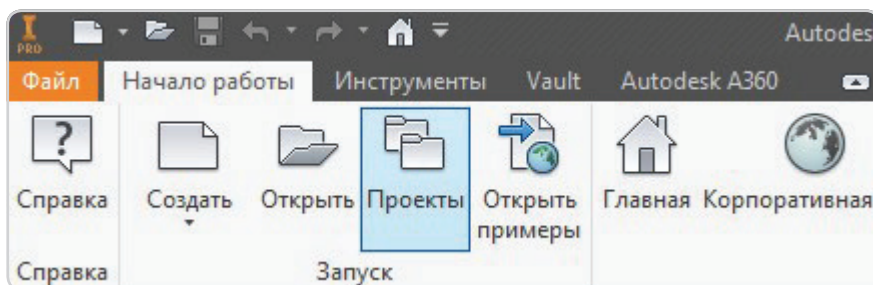 PRO
Autodes
Файл Начало работы Инструменты Vault Autodesk A360
Справка Создать Открыть Проекты Открыть примеры Главная Корпоративная
Справка Запуск